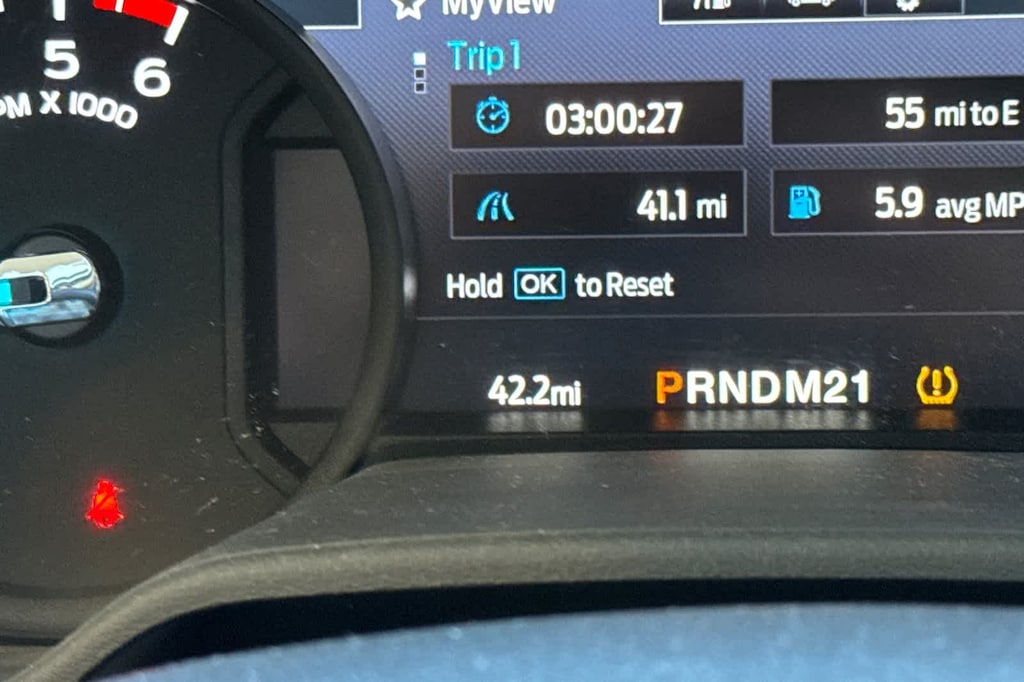 MyView
5
6
X 1000
Trip 1
03:00:27
55 mi to E
41.1 mi
5.9 avg MP
Hold OK to Reset
42.2mi
PRNDM21